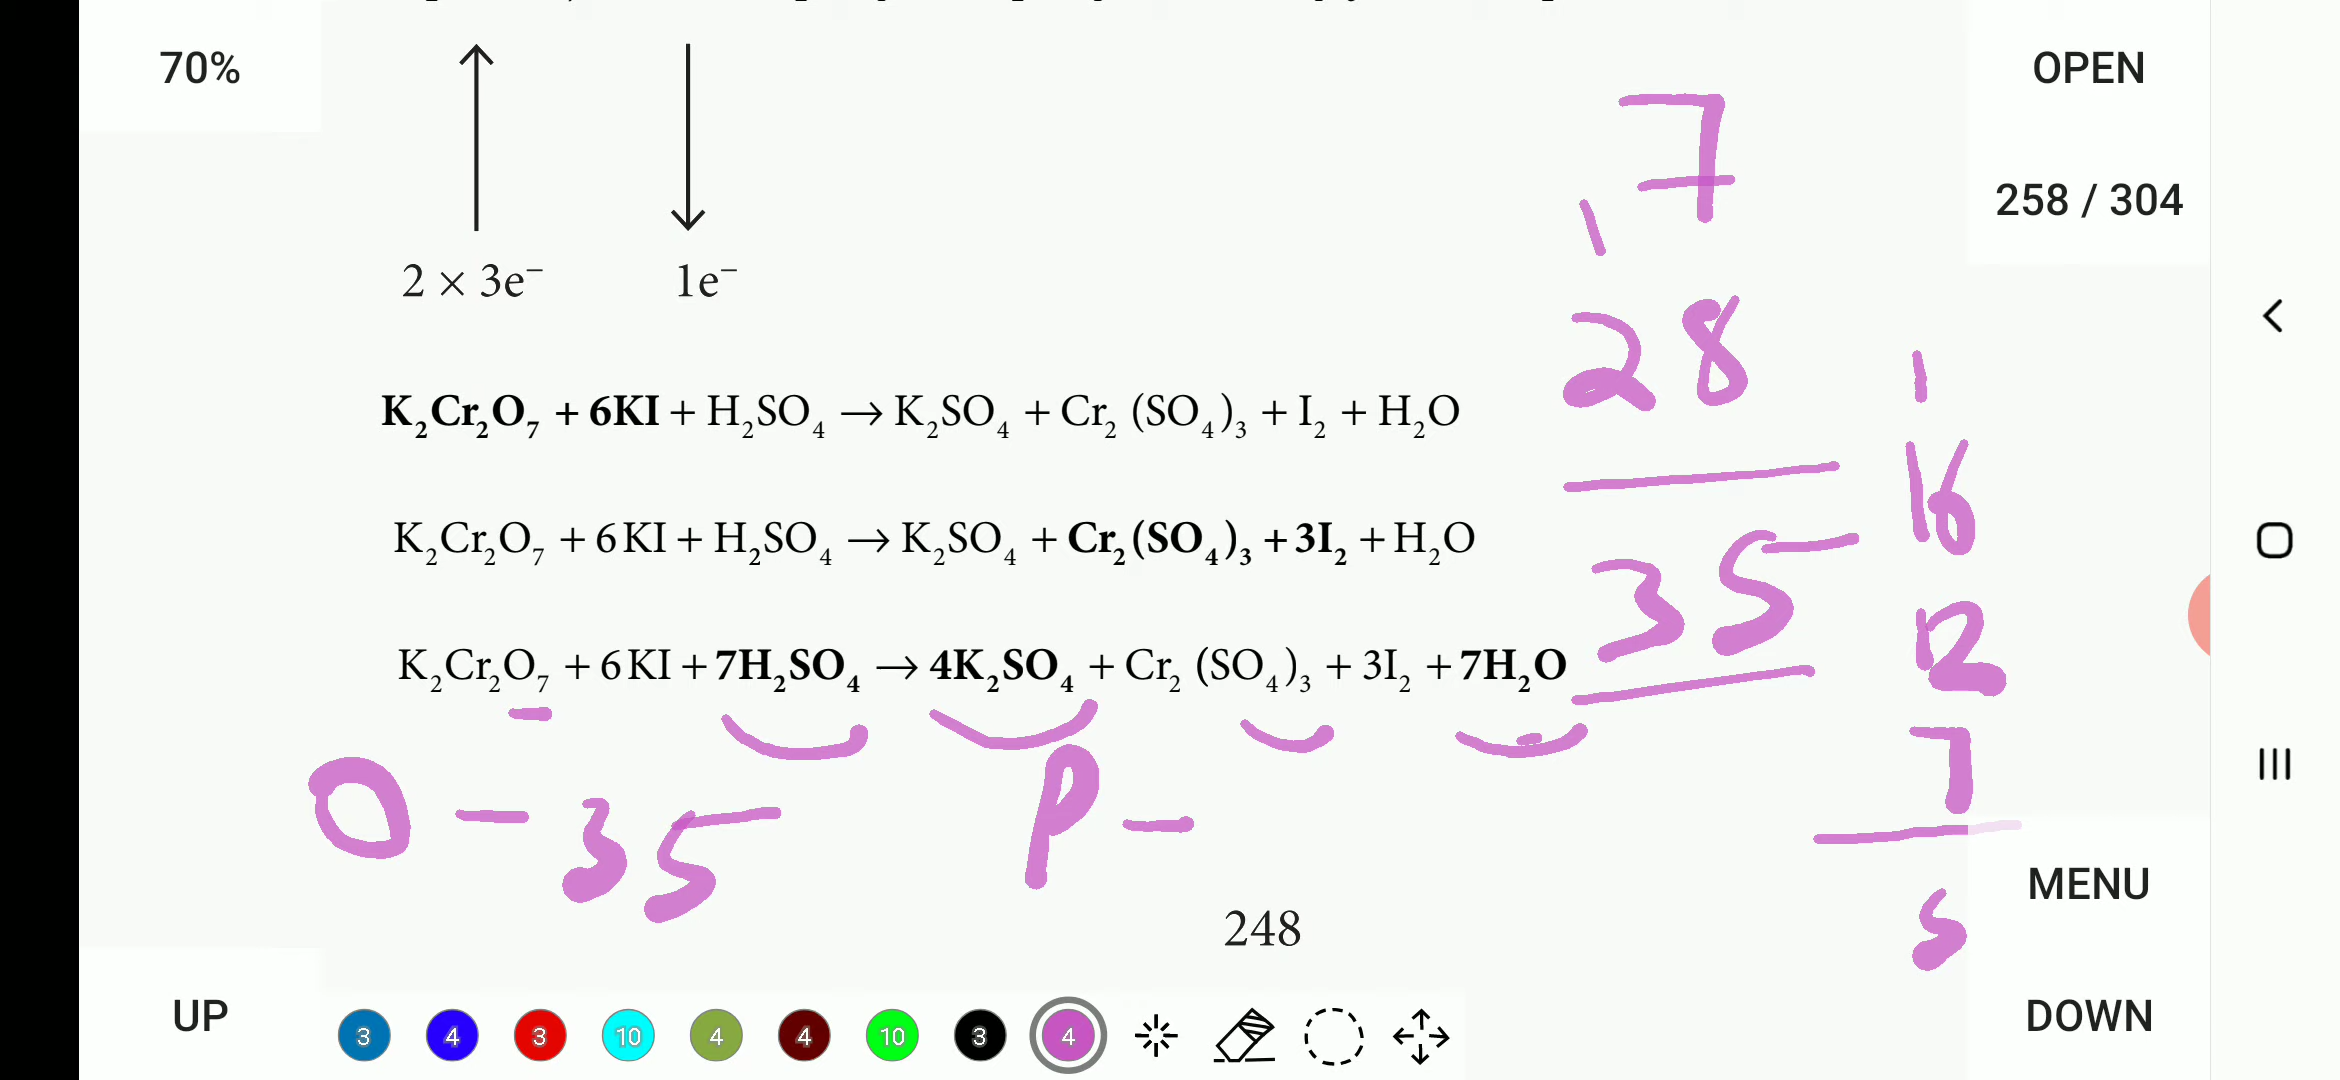 70%
OPEN
258 / 304
2 × 3e⁻ 1e⁻
K₂Cr₂O₇ + 6KI + H₂SO₄ → K₂SO₄ + Cr₂ (SO₄)₃ + I₂ + H₂O
K₂Cr₂O₇ + 6KI + H₂SO₄ → K₂SO₄ + Cr₂(SO₄)₃ + 3I₂ + H₂O
K₂Cr₂O₇ + 6KI + 7H₂SO₄ → 4K₂SO₄ + Cr₂ (SO₄)₃ + 3I₂ + 7H₂O
7
1
28
35
1
16
12
7
5
O - 35 P -
248
MENU
UP
DOWN
3 4 3 10 4 4 10 3 4